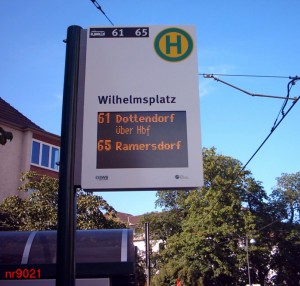 61 65
H
Wilhelmsplatz
61 Dottendorf
über Hbf
65 Ramersdorf
nr9021